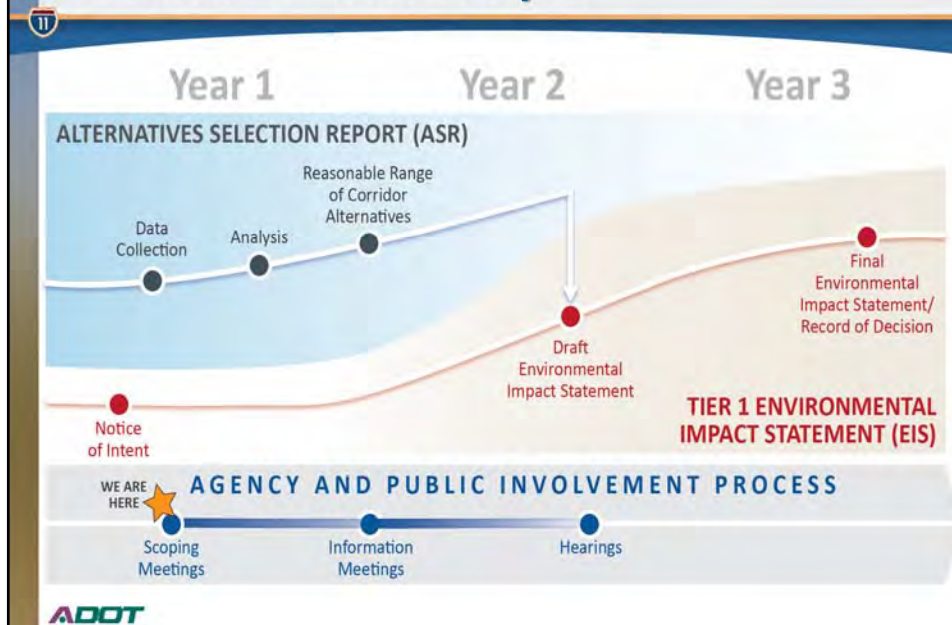 11
Year 1
Year 2
Year 3
ALTERNATIVES SELECTION REPORT (ASR)
Data
Collection
Analysis
Reasonable Range
of Corridor
Alternatives
Notice
of Intent
Draft
Environmental
Impact Statement
Final
Environmental
Impact Statement/
Record of Decision
TIER 1 ENVIRONMENTAL
IMPACT STATEMENT (EIS)
WE ARE
HERE
AGENCY AND PUBLIC INVOLVEMENT PROCESS
Scoping
Meetings
Information
Meetings
Hearings
ADOT